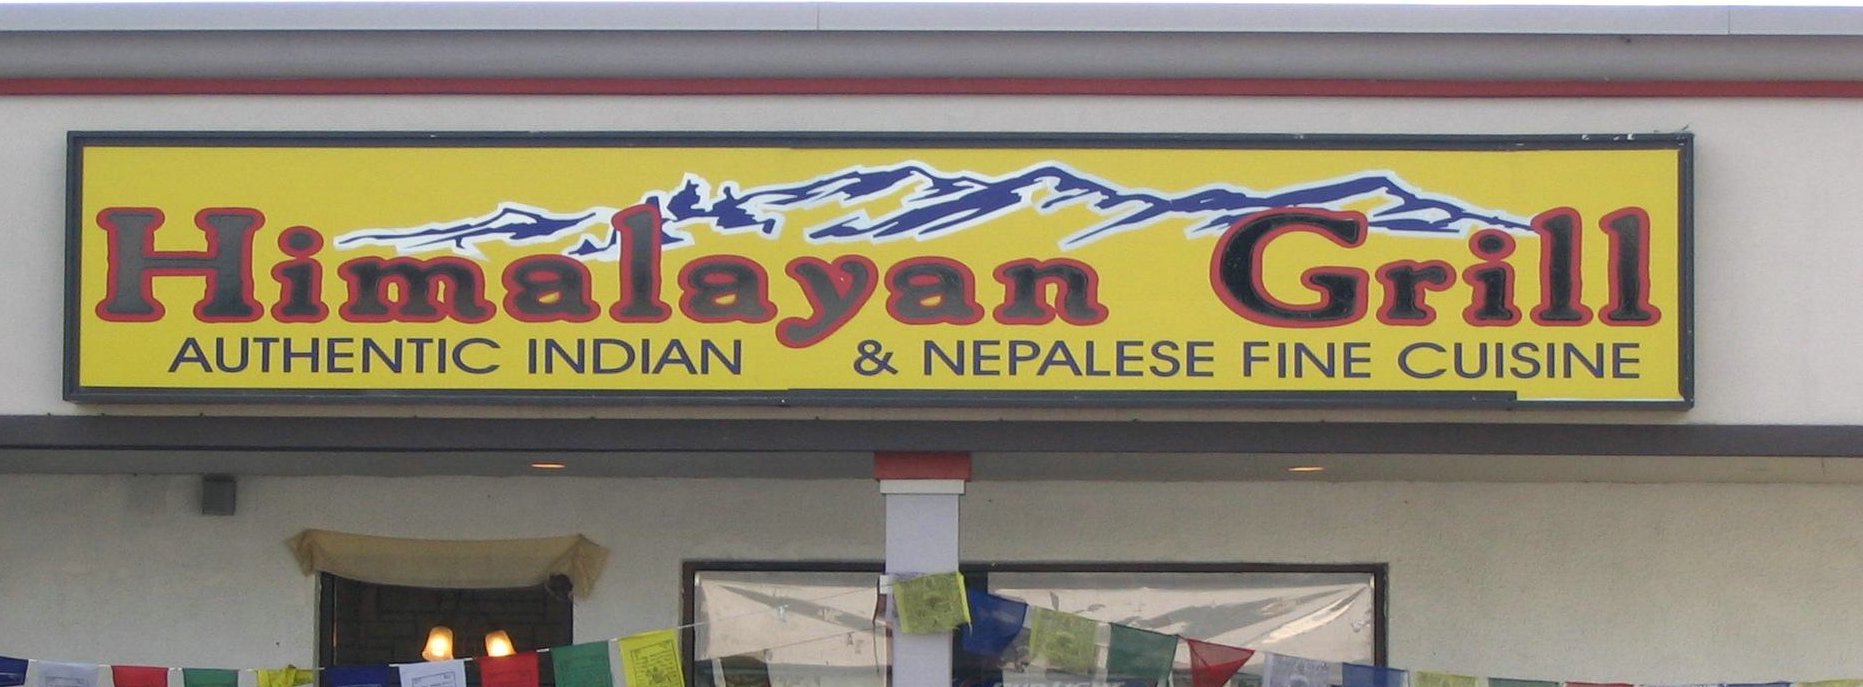 Himalayan Grill
AUTHENTIC INDIAN & NEPALESE FINE CUISINE